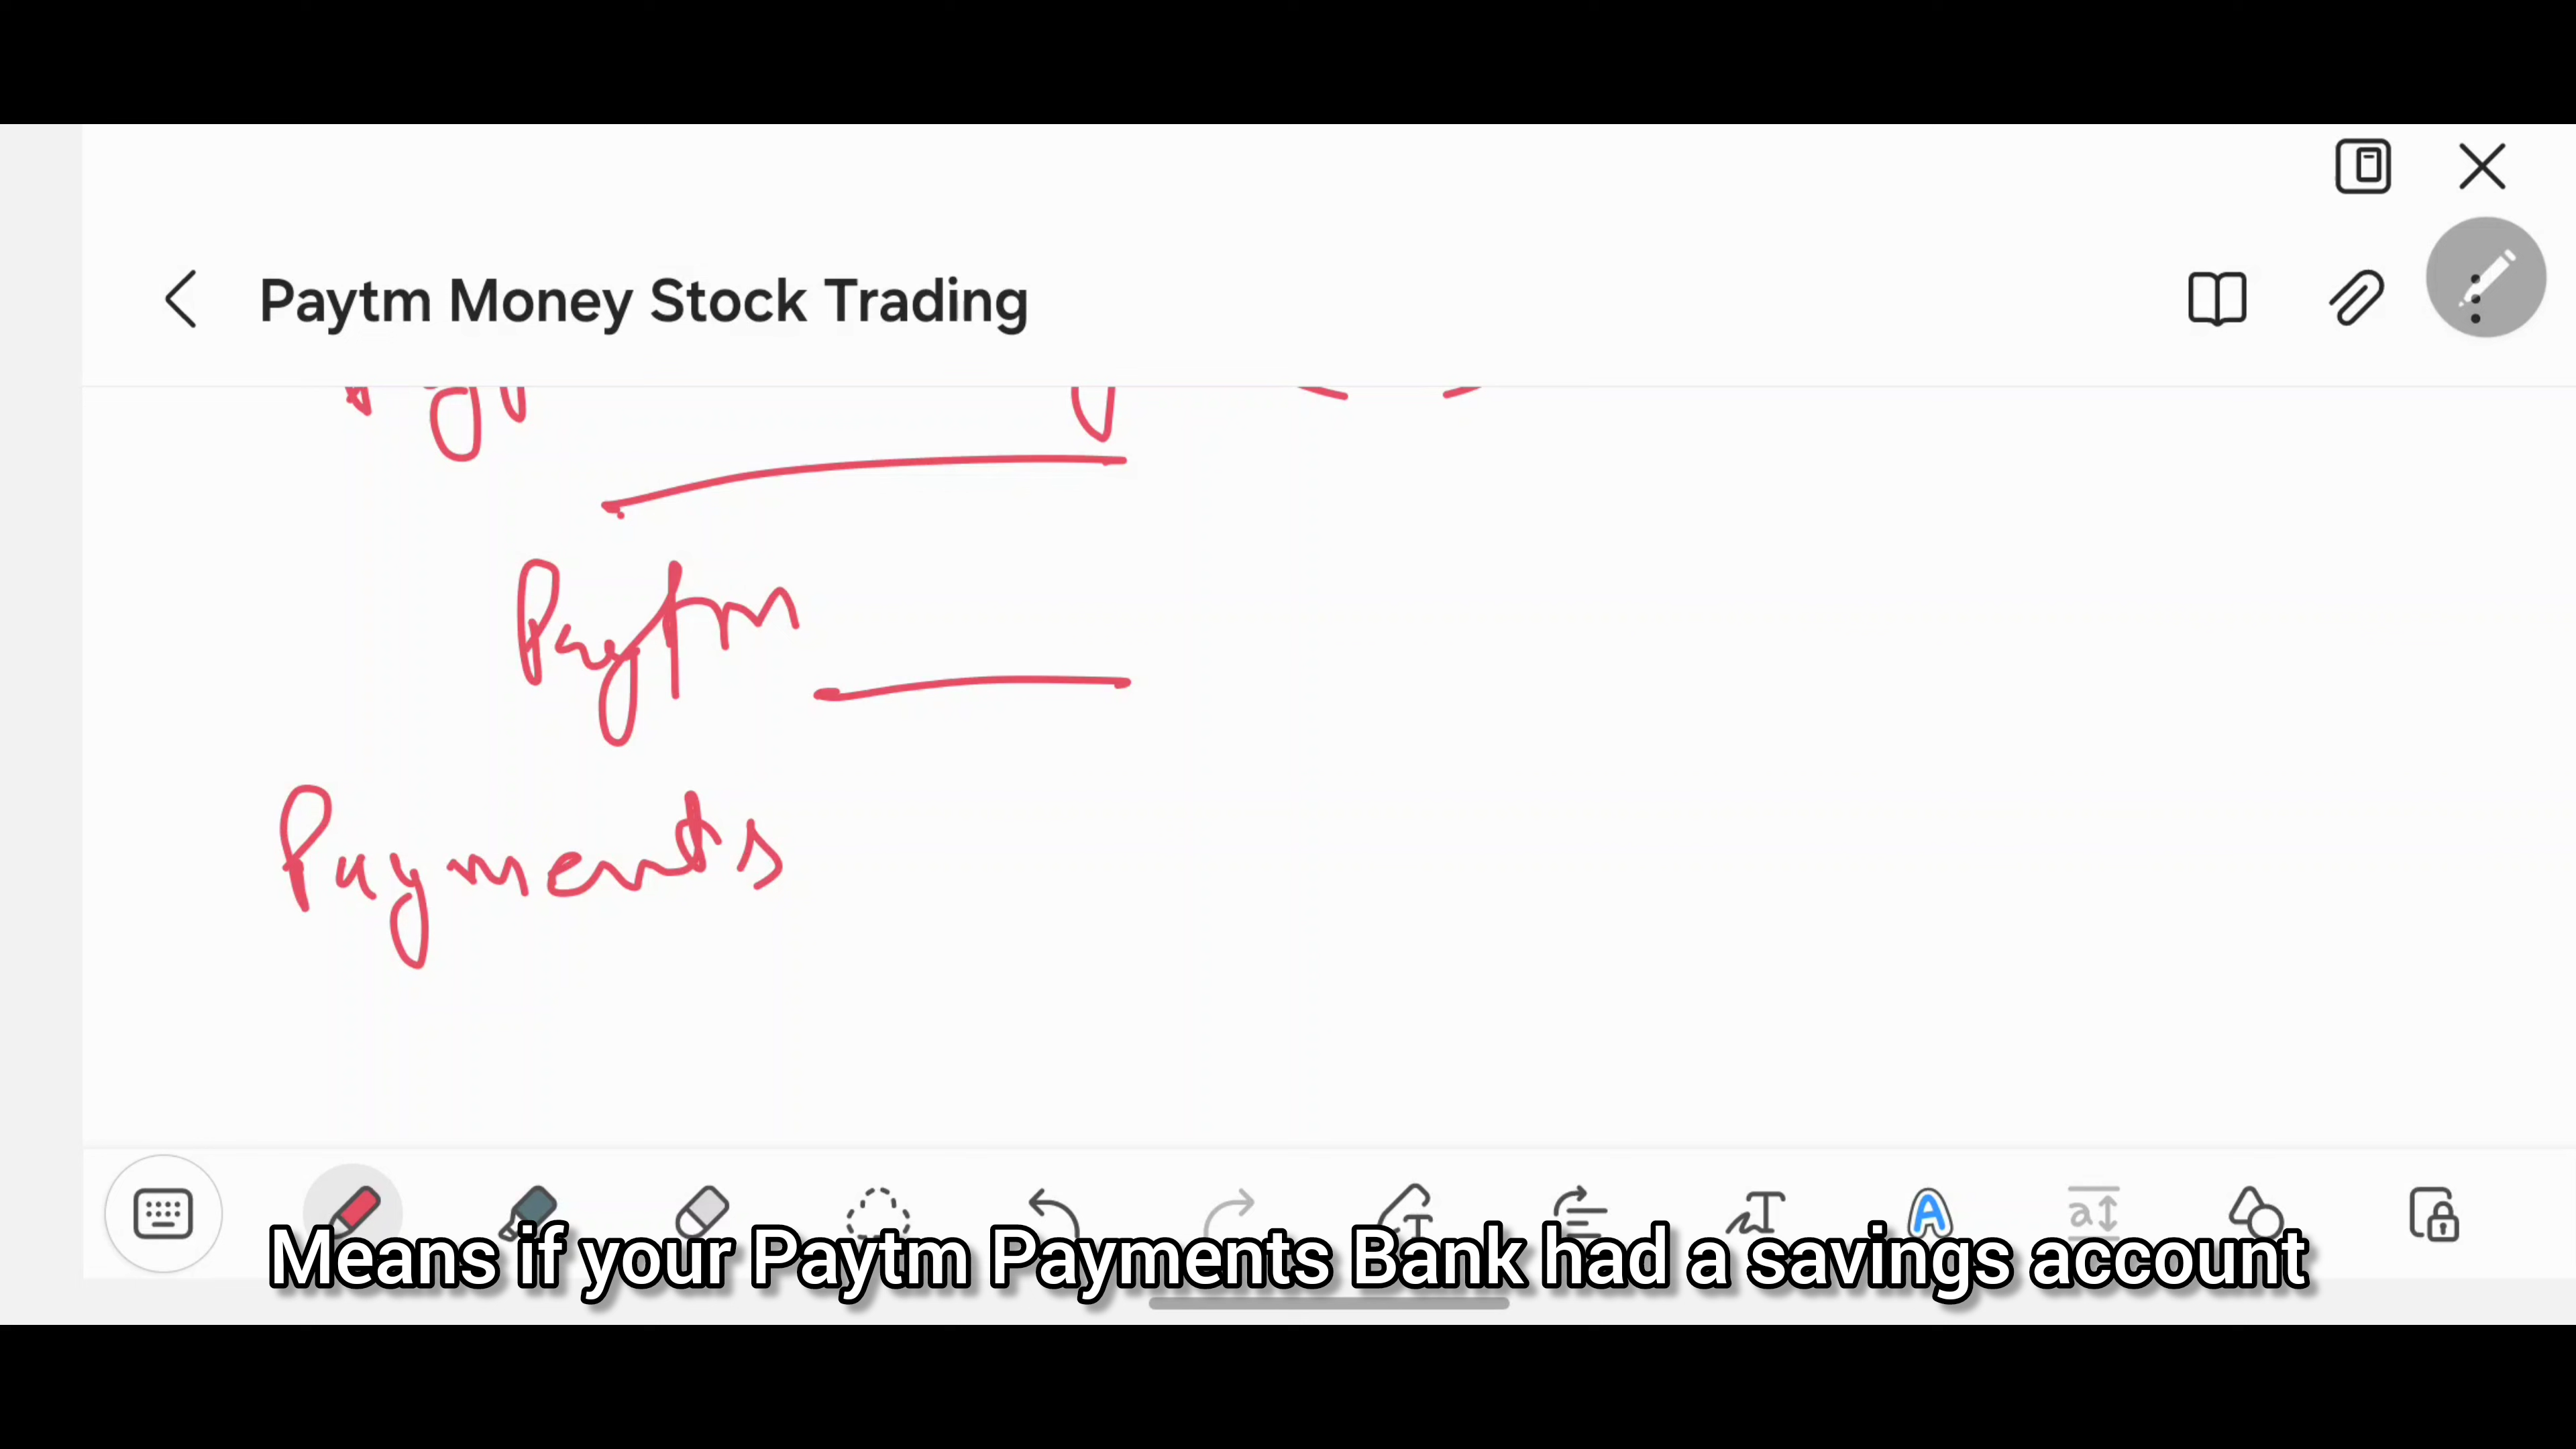 Paytm Money Stock Trading
Paytm
Payments
Means if your Paytm Payments Bank had a savings account